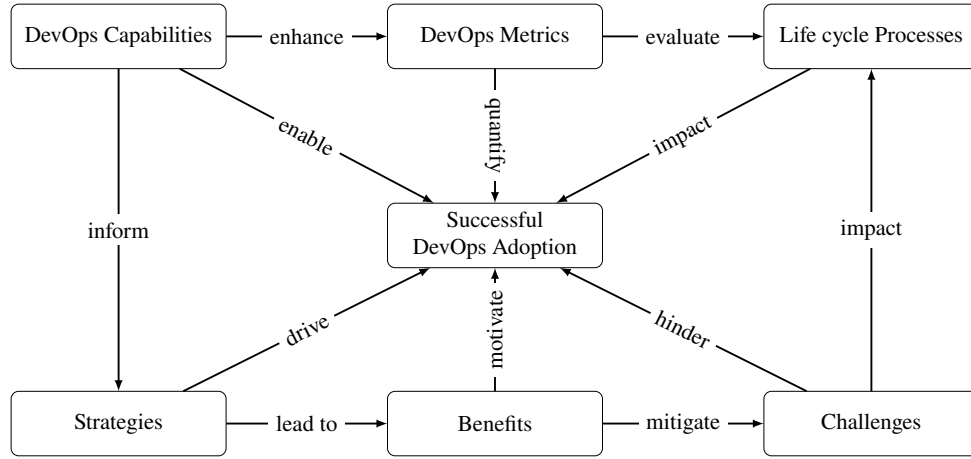 DevOps Capabilities
enhance
DevOps Metrics
evaluate
Life cycle Processes
enable
quantify
impact
inform
Successful
DevOps Adoption
impact
drive
motivate
hinder
Strategies
lead to
Benefits
mitigate
Challenges